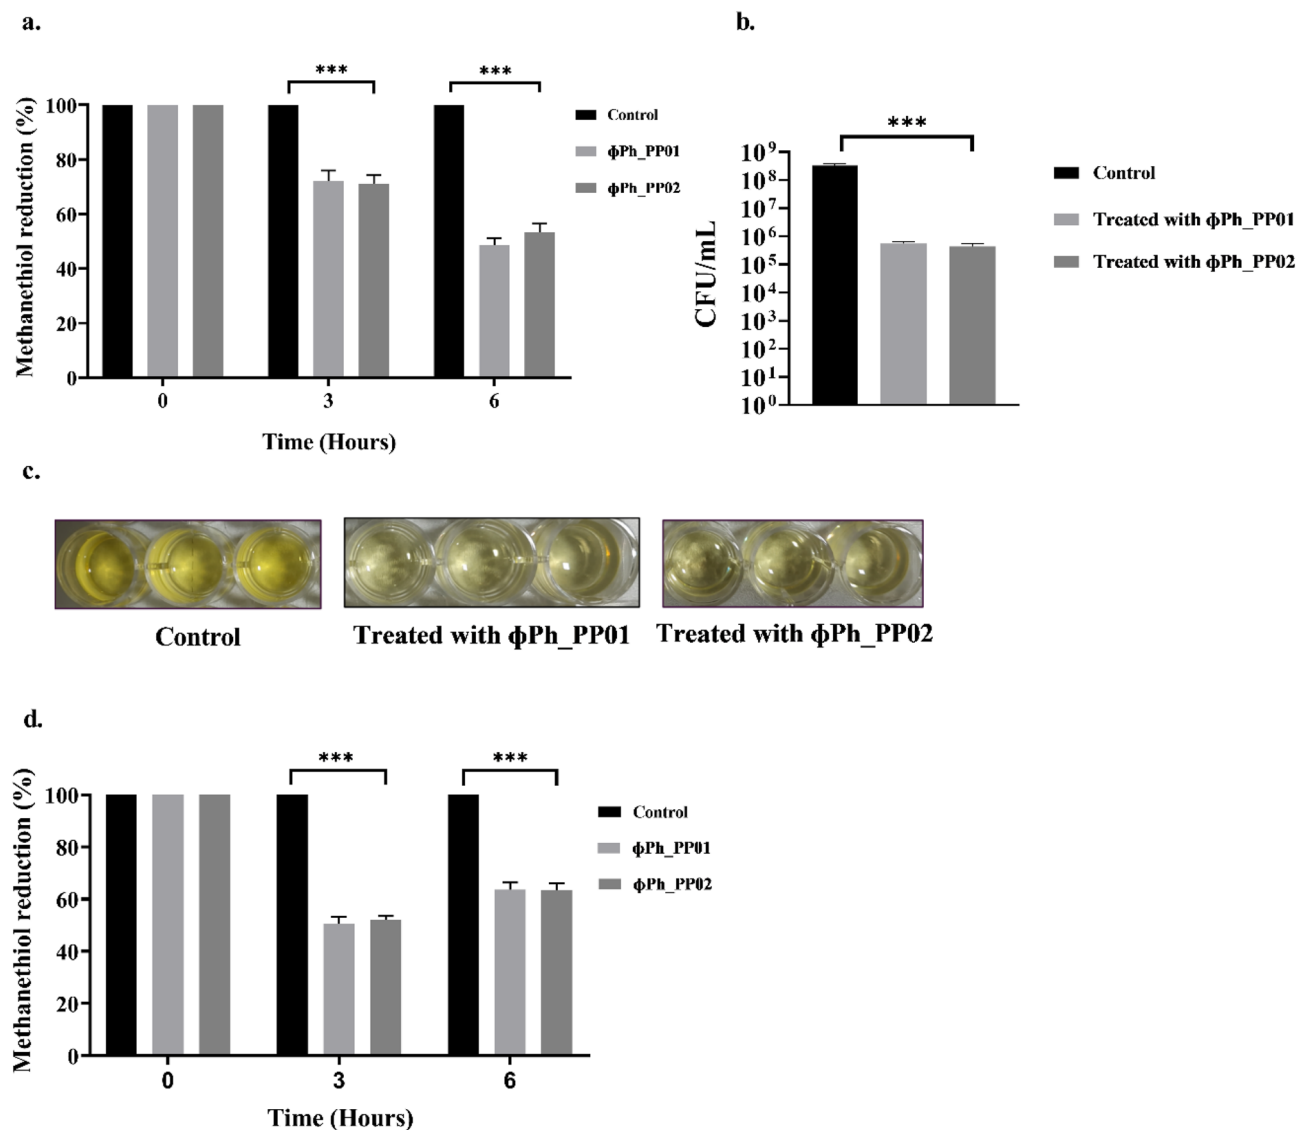 a.
Methanethiol reduction (%)
100
80
60
40
20
0
***
***
0
3
6
Time (Hours)
Control
ϕPh_PP01
ϕPh_PP02
b.
CFU/mL
10⁹
10⁸
10⁷
10⁶
10⁵
10⁴
10³
10²
10¹
10⁰
***
Control
Treated with ϕPh_PP01
Treated with ϕPh_PP02
c.
Control
Treated with ϕPh_PP01
Treated with ϕPh_PP02
d.
Methanethiol reduction (%)
100
80
60
40
20
0
***
***
0
3
6
Time (Hours)
Control
ϕPh_PP01
ϕPh_PP02